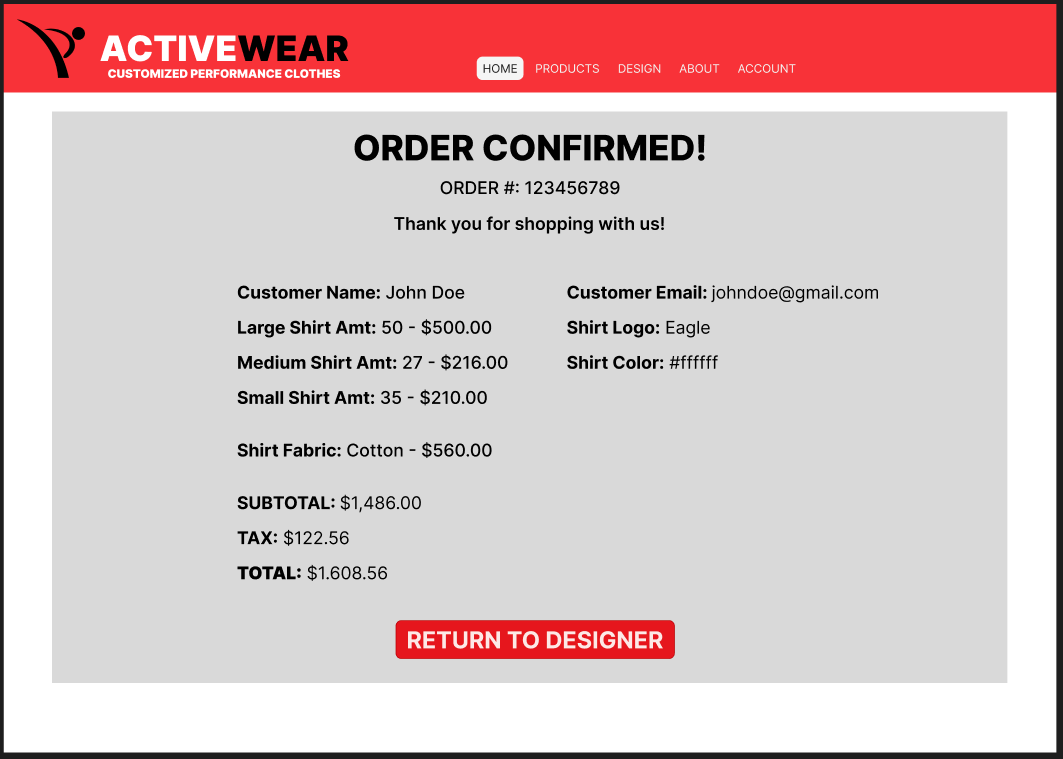 ACTIVEWEAR
CUSTOMIZED PERFORMANCE CLOTHES
HOME PRODUCTS DESIGN ABOUT ACCOUNT
ORDER CONFIRMED!
ORDER #: 123456789
Thank you for shopping with us!
Customer Name: John Doe
Large Shirt Amt: 50 - $500.00
Medium Shirt Amt: 27 - $216.00
Small Shirt Amt: 35 - $210.00
Shirt Fabric: Cotton - $560.00
SUBTOTAL: $1,486.00
TAX: $122.56
TOTAL: $1.608.56
Customer Email: johndoe@gmail.com
Shirt Logo: Eagle
Shirt Color: #ffffff
RETURN TO DESIGNER